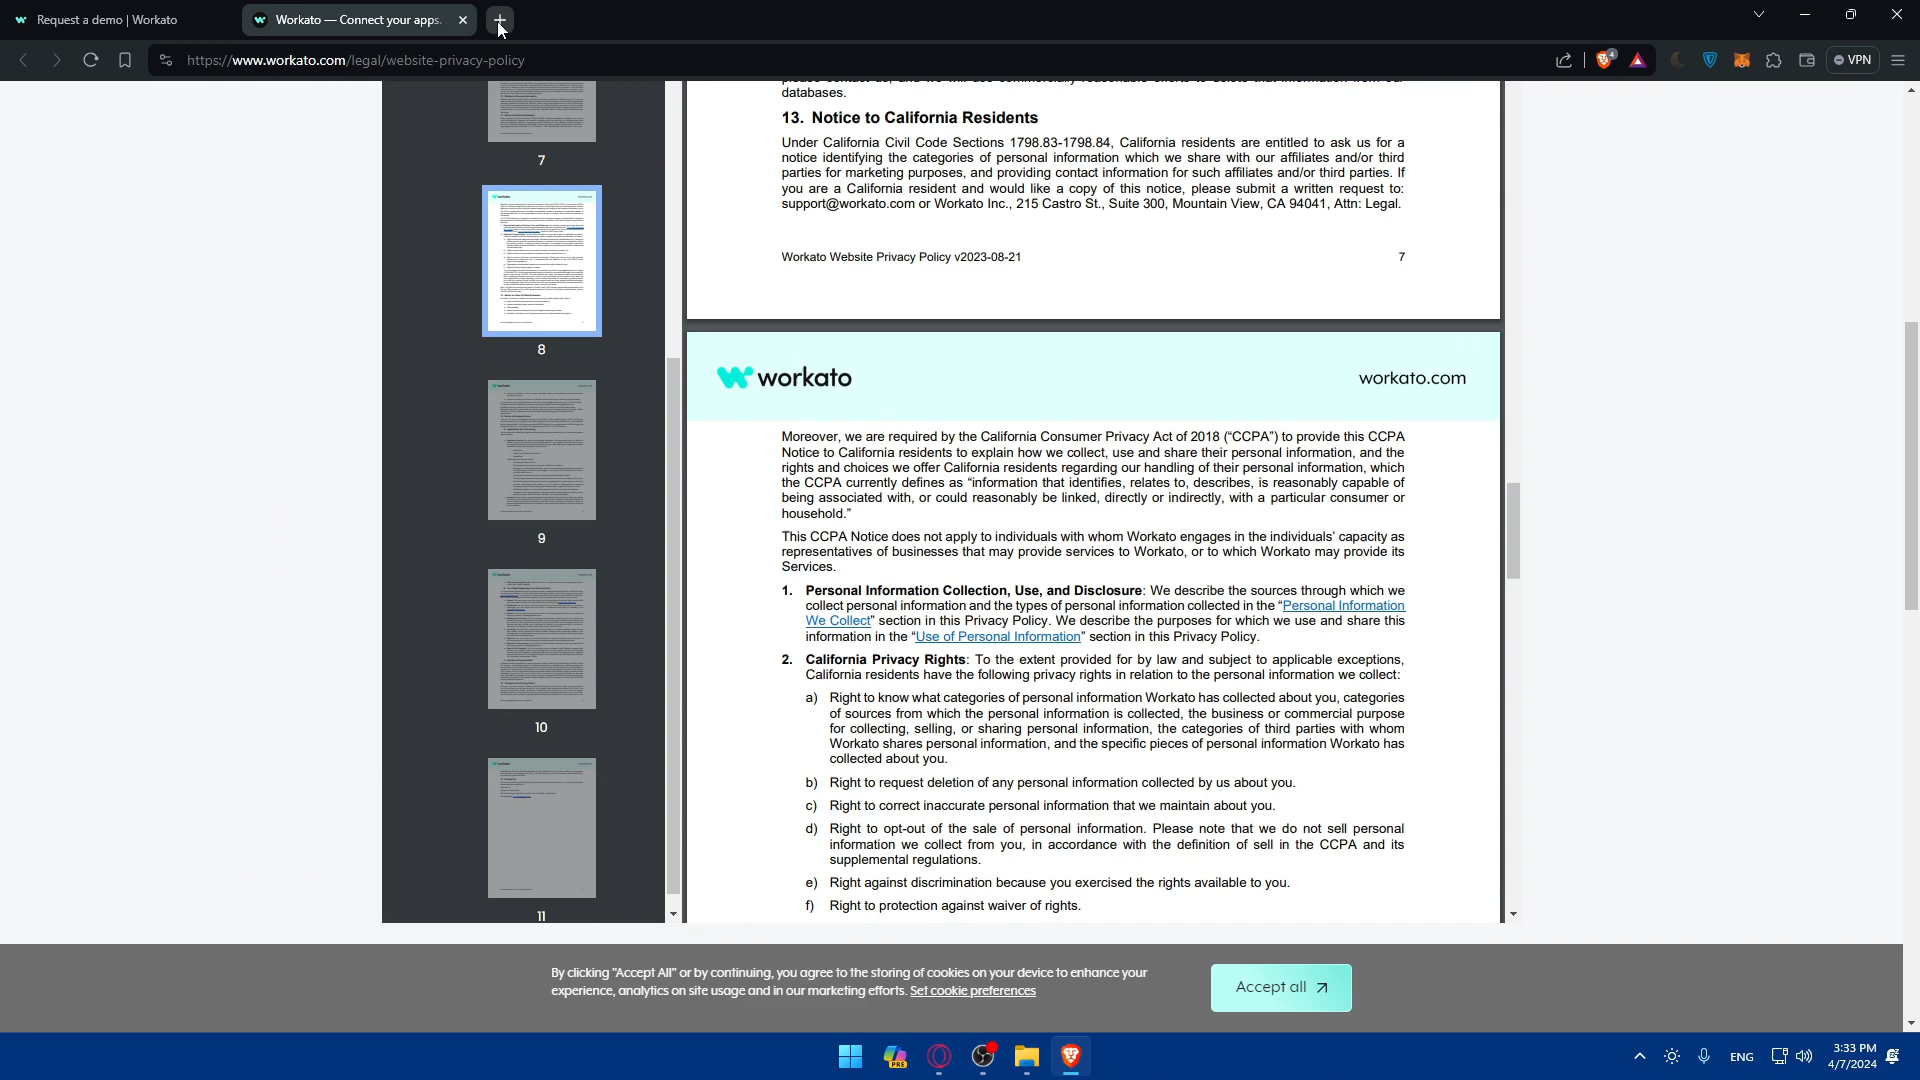 Request a demo | Workato
Workato — Connect your apps.
https://www.workato.com/legal/website-privacy-policy
4
VPN
databases.
13. Notice to California Residents
Under California Civil Code Sections 1798.83-1798.84, California residents are entitled to ask us for a
notice identifying the categories of personal information which we share with our affiliates and/or third
parties for marketing purposes, and providing contact information for such affiliates and/or third parties. If
you are a California resident and would like a copy of this notice, please submit a written request to:
support@workato.com or Workato Inc., 215 Castro St., Suite 300, Mountain View, CA 94041, Attn: Legal.
Workato Website Privacy Policy v2023-08-21
7
workato
workato.com
Moreover, we are required by the California Consumer Privacy Act of 2018 (“CCPA”) to provide this CCPA
Notice to California residents to explain how we collect, use and share their personal information, and the
rights and choices we offer California residents regarding our handling of their personal information, which
the CCPA currently defines as “information that identifies, relates to, describes, is reasonably capable of
being associated with, or could reasonably be linked, directly or indirectly, with a particular consumer or
household.”
This CCPA Notice does not apply to individuals with whom Workato engages in the individuals’ capacity as
representatives of businesses that may provide services to Workato, or to which Workato may provide its
Services.
1. Personal Information Collection, Use, and Disclosure: We describe the sources through which we
collect personal information and the types of personal information collected in the “Personal Information
We Collect” section in this Privacy Policy. We describe the purposes for which we use and share this
information in the “Use of Personal Information” section in this Privacy Policy.
2. California Privacy Rights: To the extent provided for by law and subject to applicable exceptions,
California residents have the following privacy rights in relation to the personal information we collect:
a) Right to know what categories of personal information Workato has collected about you, categories
of sources from which the personal information is collected, the business or commercial purpose
for collecting, selling, or sharing personal information, the categories of third parties with whom
Workato shares personal information, and the specific pieces of personal information Workato has
collected about you.
b) Right to request deletion of any personal information collected by us about you.
c) Right to correct inaccurate personal information that we maintain about you.
d) Right to opt-out of the sale of personal information. Please note that we do not sell personal
information we collect from you, in accordance with the definition of sell in the CCPA and its
supplemental regulations.
e) Right against discrimination because you exercised the rights available to you.
f) Right to protection against waiver of rights.
7
8
9
10
11
By clicking "Accept All" or by continuing, you agree to the storing of cookies on your device to enhance your
experience, analytics on site usage and in our marketing efforts. Set cookie preferences
Accept all
PRE
ENG
3:33 PM
4/7/2024